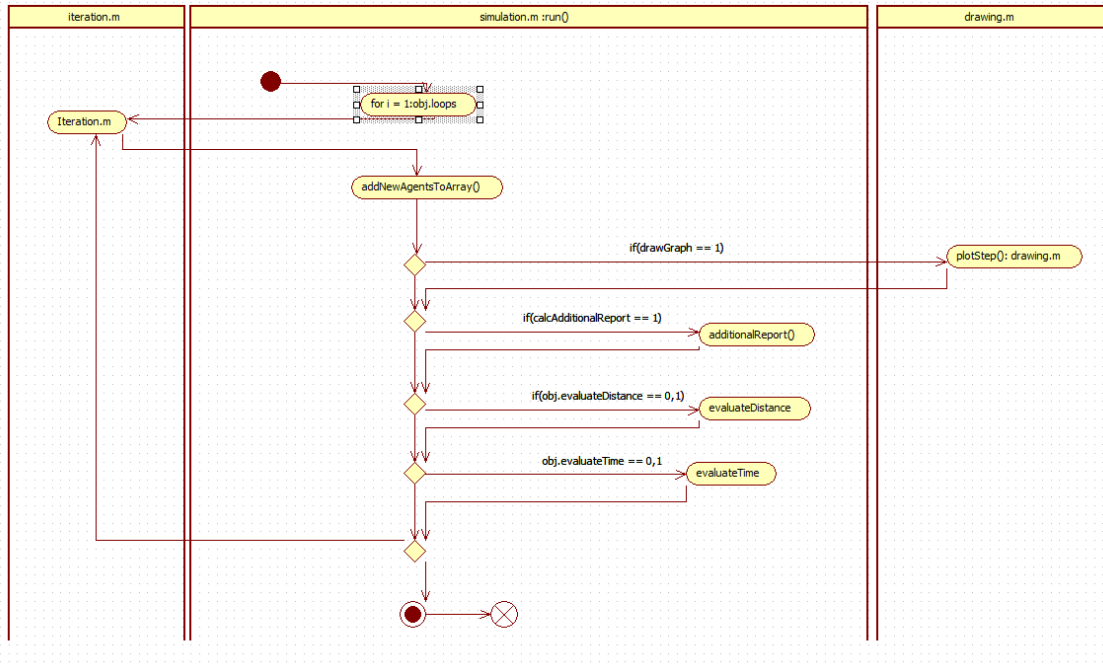 iteration.m
simulation.m :run()
drawing.m
for i = 1:obj.loops
Iteration.m
addNewAgentsToArray()
if(drawGraph == 1)
plotStep(): drawing.m
if(calcAdditionalReport == 1)
additionalReport()
if(obj.evaluateDistance == 0,1)
evaluateDistance
obj.evaluateTime == 0,1
evaluateTime